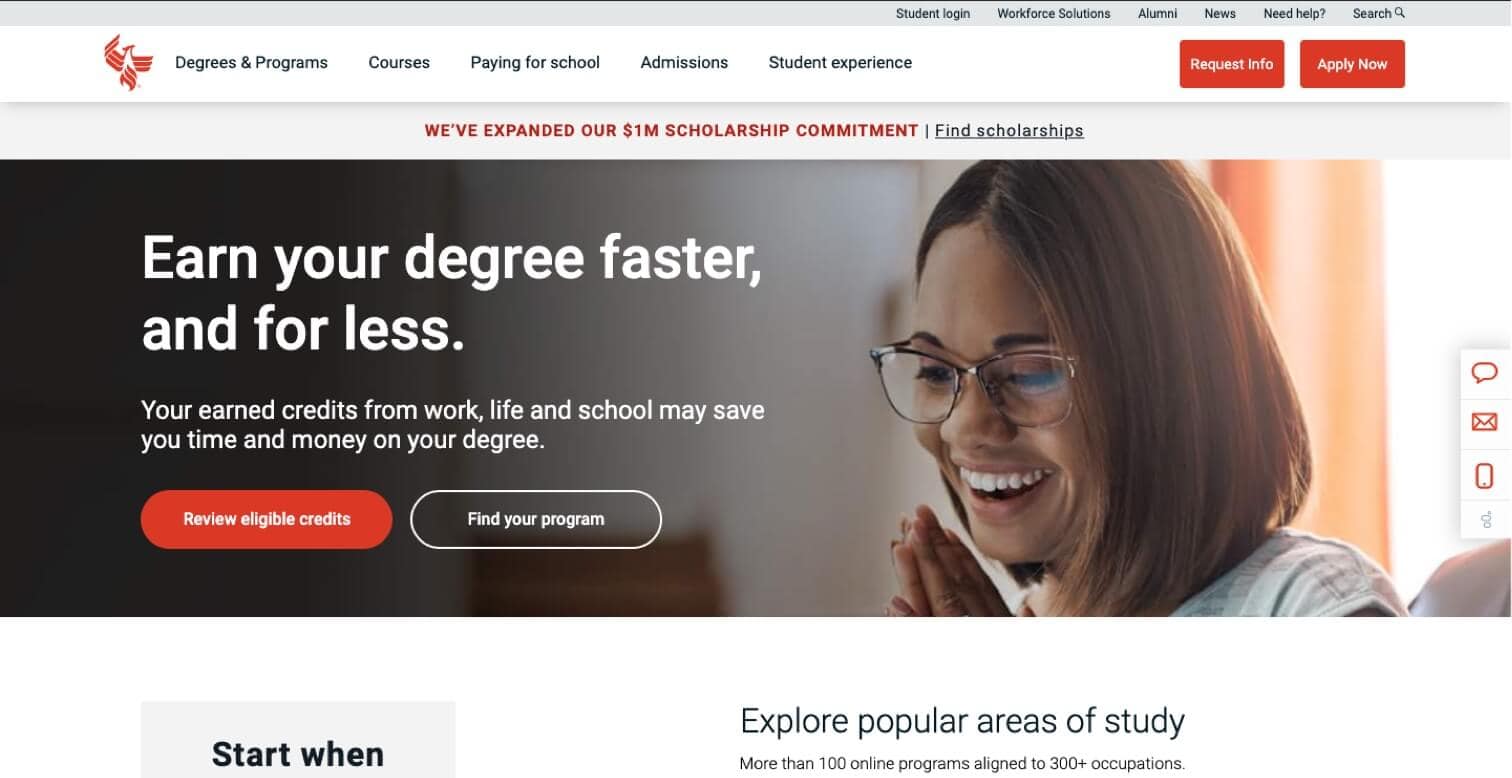 Student login Workforce Solutions Alumni News Need help? Search
Degrees & Programs Courses Paying for school Admissions Student experience Request Info Apply Now
WE’VE EXPANDED OUR $1M SCHOLARSHIP COMMITMENT | Find scholarships
Earn your degree faster,
and for less.
Your earned credits from work, life and school may save
you time and money on your degree.
Review eligible credits Find your program
Start when
Explore popular areas of study
More than 100 online programs aligned to 300+ occupations.